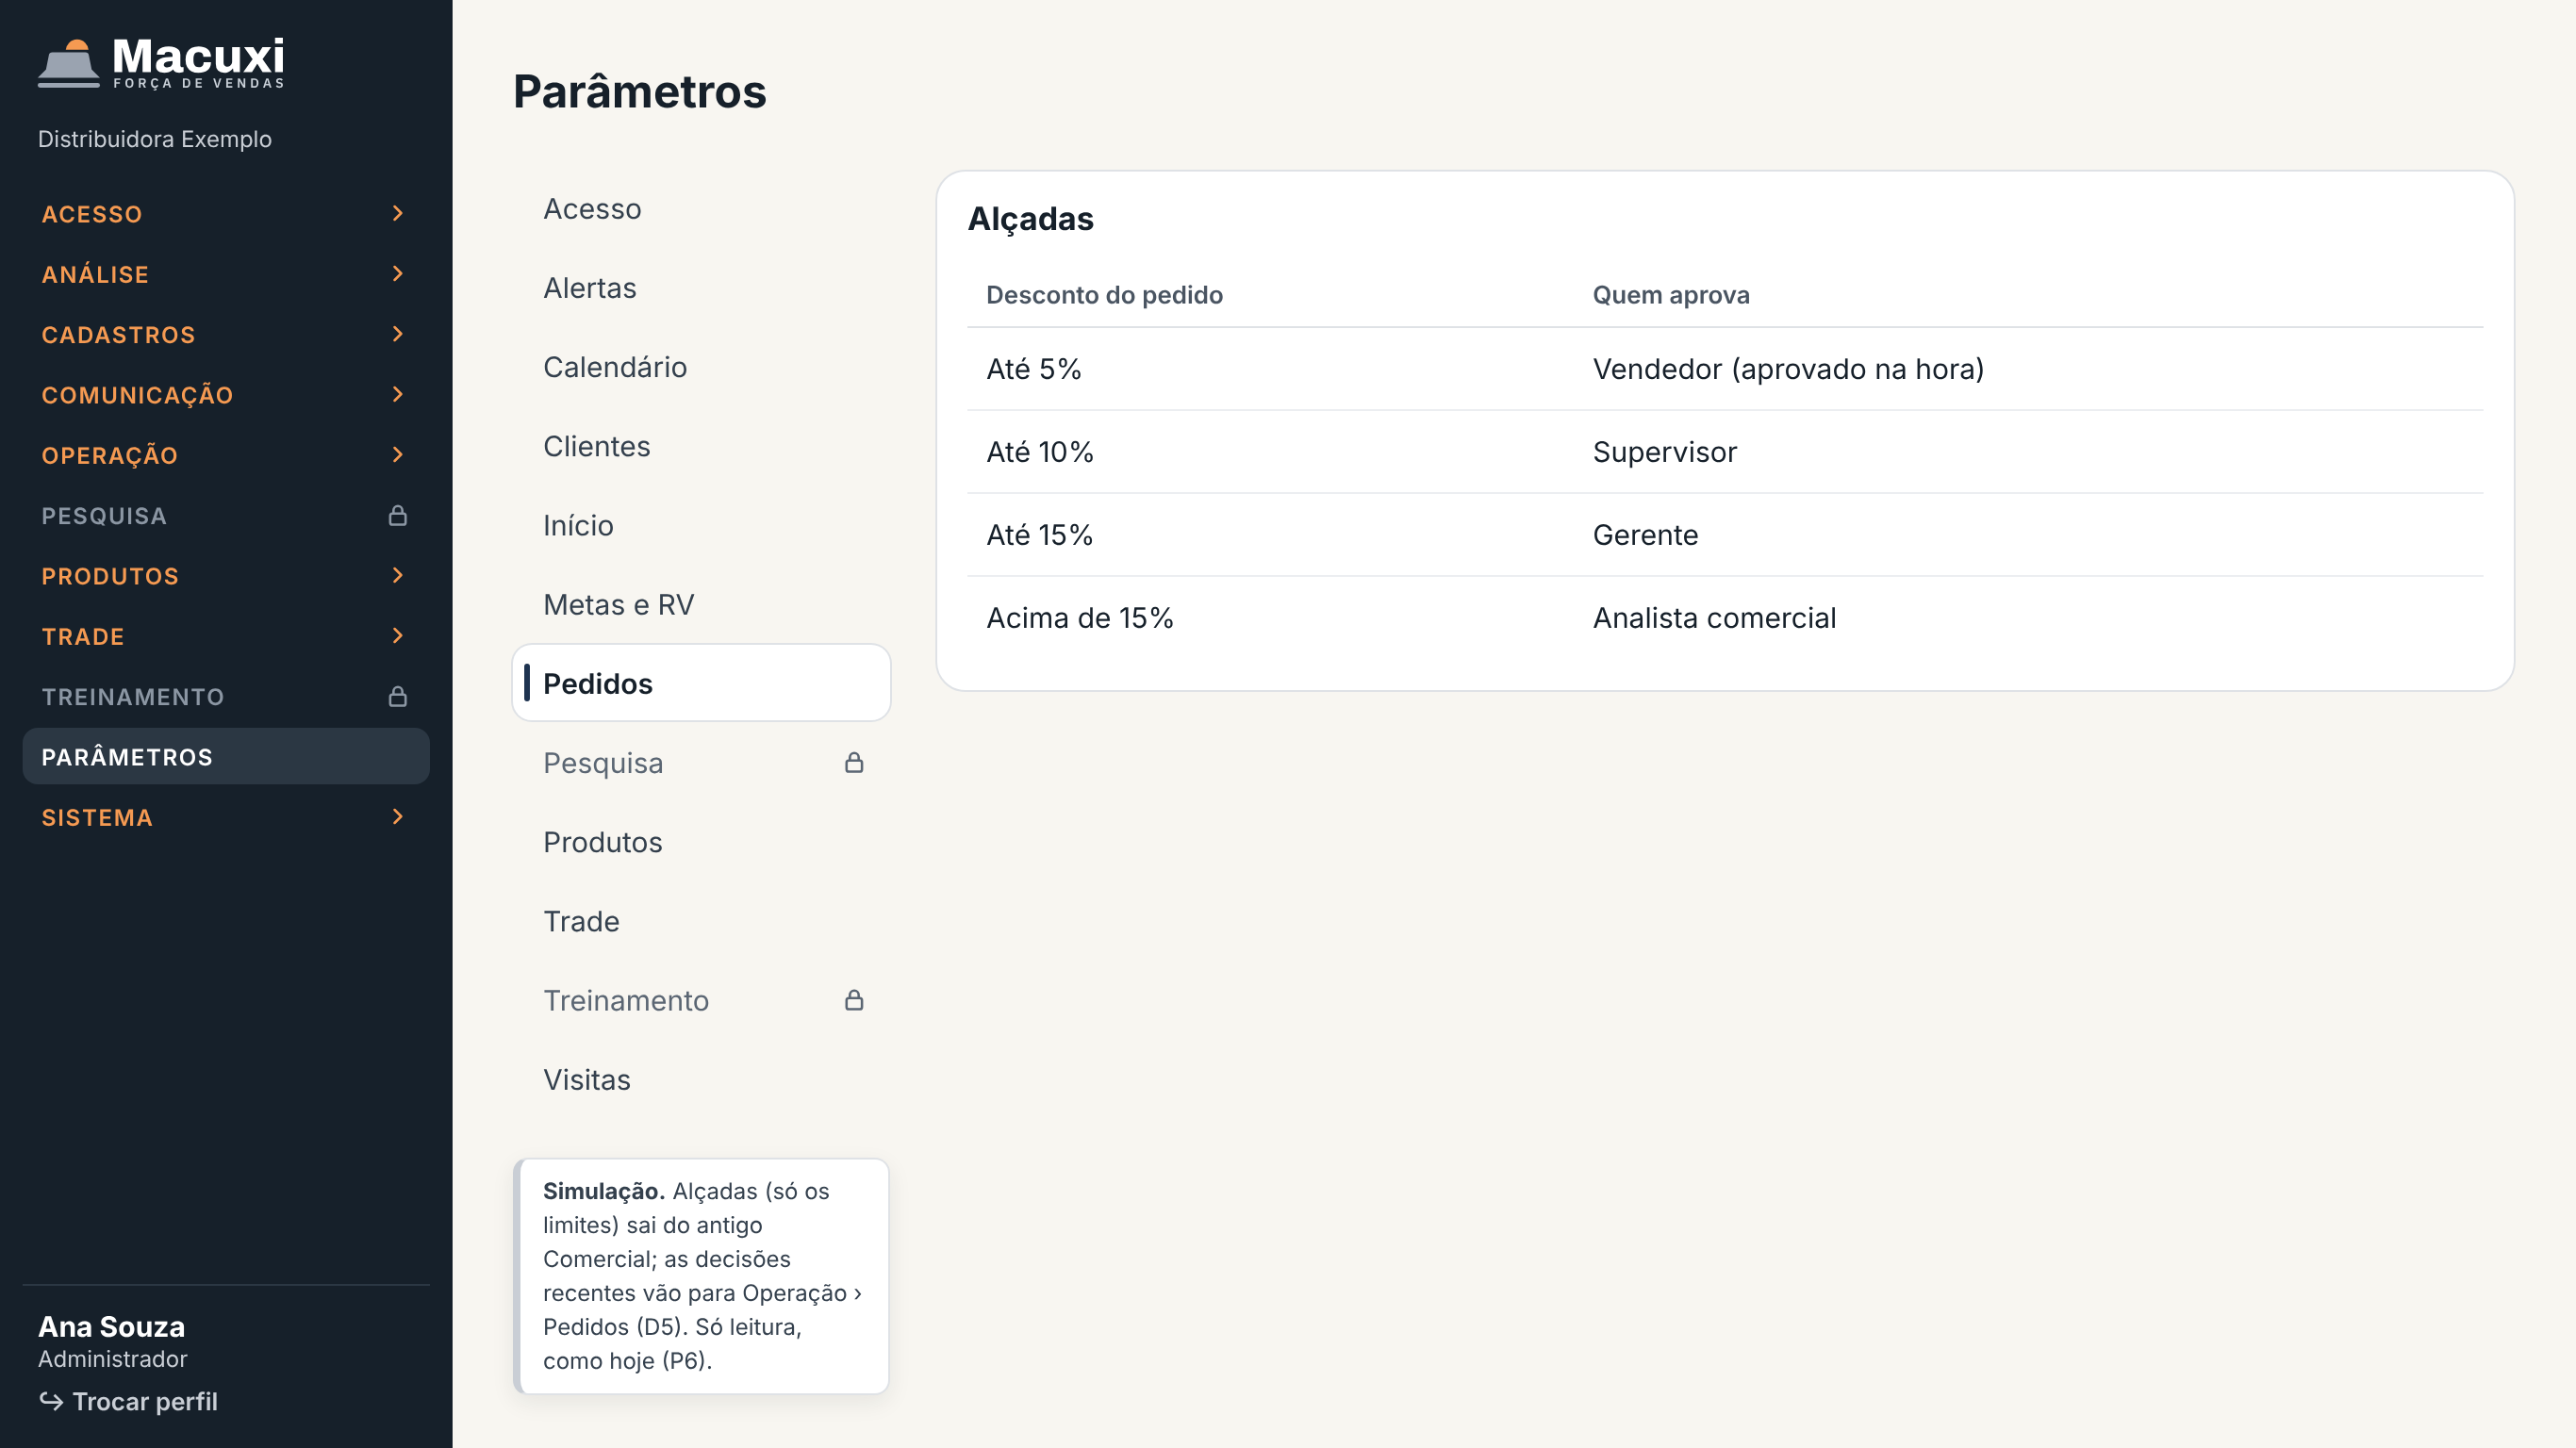 Macuxi
FORÇA DE VENDAS
Distribuidora Exemplo
ACESSO
ANÁLISE
CADASTROS
COMUNICAÇÃO
OPERAÇÃO
PESQUISA
PRODUTOS
TRADE
TREINAMENTO
PARÂMETROS
SISTEMA
Ana Souza
Administrador
Trocar perfil
Parâmetros
Acesso
Alertas
Calendário
Clientes
Início
Metas e RV
Pedidos
Pesquisa
Produtos
Trade
Treinamento
Visitas
Simulação. Alçadas (só os
limites) sai do antigo
Comercial; as decisões
recentes vão para Operação ›
Pedidos (D5). Só leitura,
como hoje (P6).
Alçadas
Desconto do pedido Quem aprova
Até 5% Vendedor (aprovado na hora)
Até 10% Supervisor
Até 15% Gerente
Acima de 15% Analista comercial